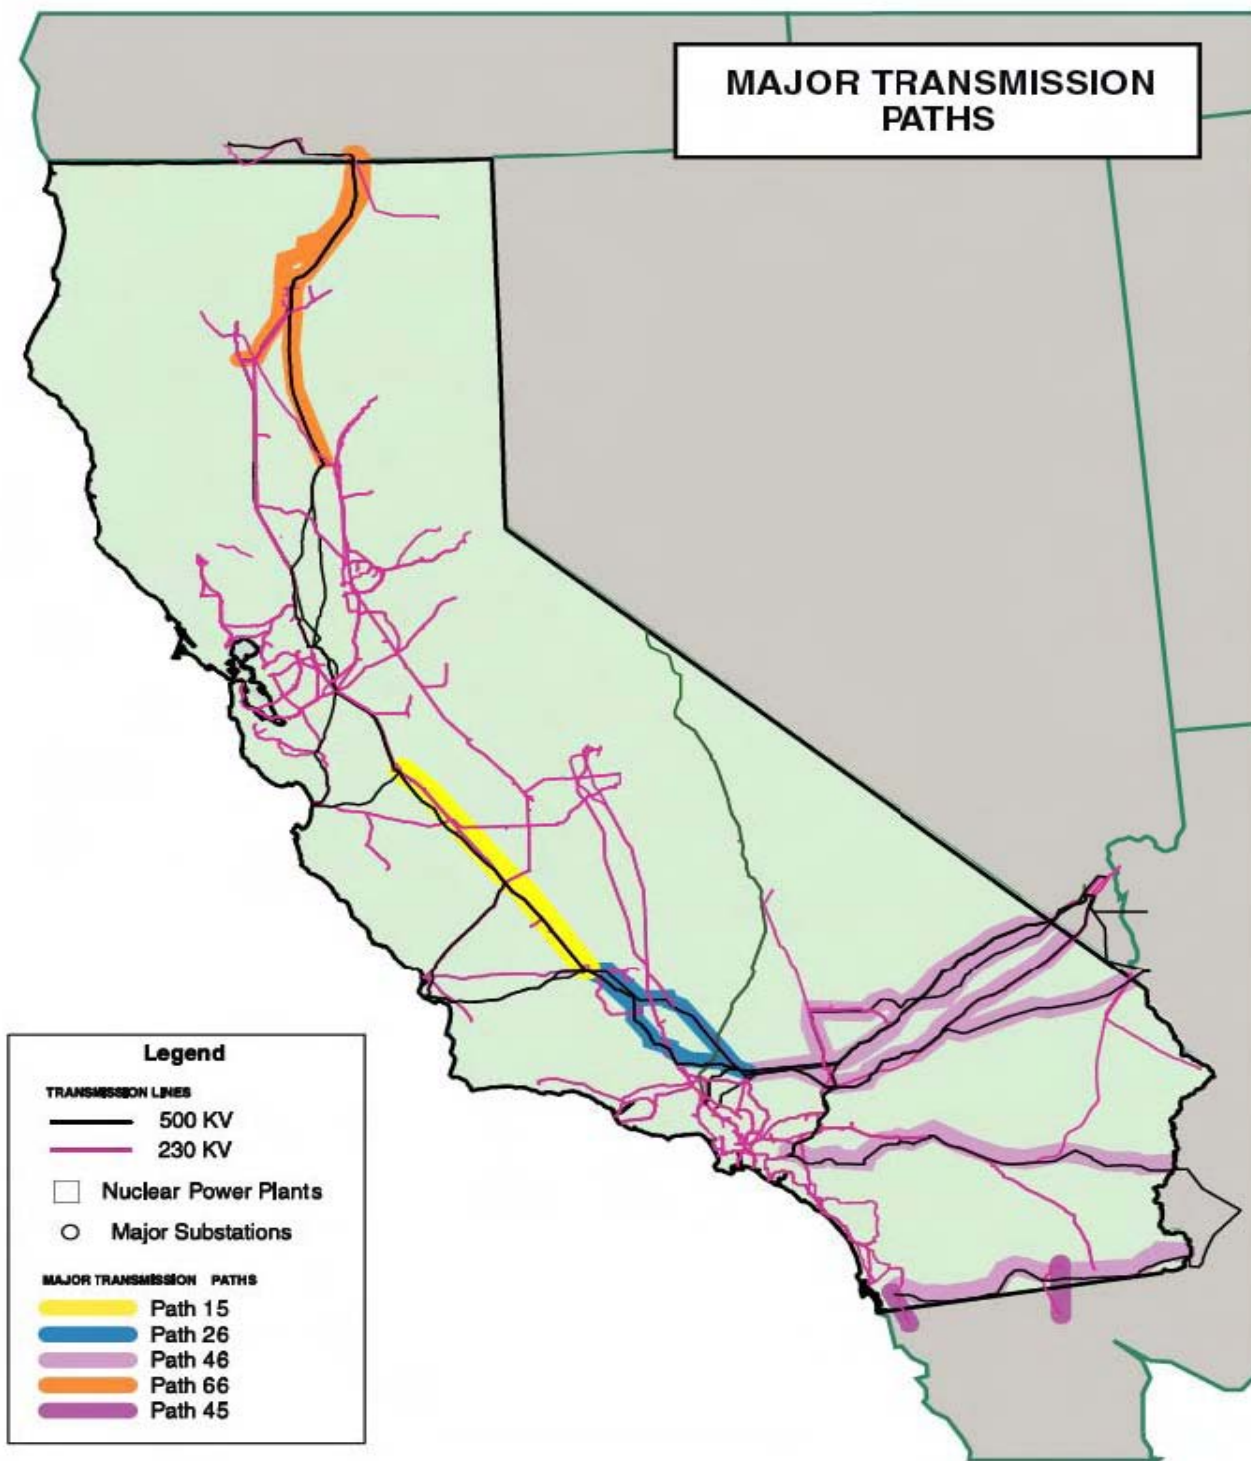 MAJOR TRANSMISSION
PATHS
Legend
TRANSMISSION LINES
500 KV
230 KV
Nuclear Power Plants
Major Substations
MAJOR TRANSMISSION PATHS
Path 15
Path 26
Path 46
Path 66
Path 45